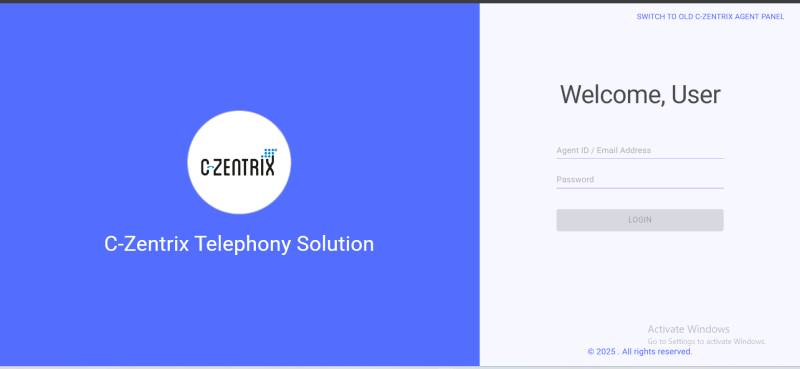 SWITCH TO OLD C-ZENTRIX AGENT PANEL
C-ZENTRIX
C-Zentrix Telephony Solution
Welcome, User
Agent ID / Email Address
Password
LOGIN
Activate Windows
Go to Settings to activate Windows.
© 2025 . All rights reserved.